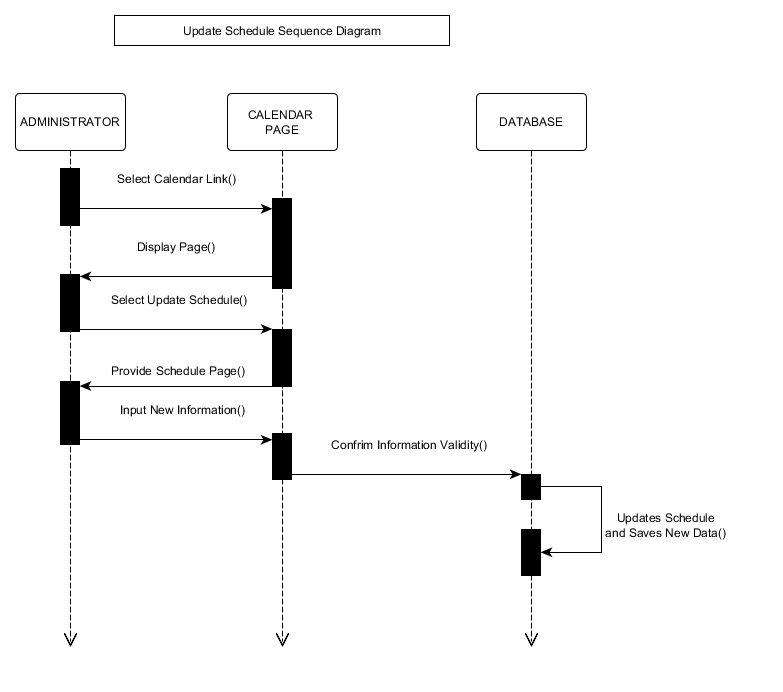 Update Schedule Sequence Diagram
ADMINISTRATOR
CALENDAR
PAGE
DATABASE
Select Calendar Link()
Display Page()
Select Update Schedule()
Provide Schedule Page()
Input New Information()
Confrim Information Validity()
Updates Schedule
and Saves New Data()